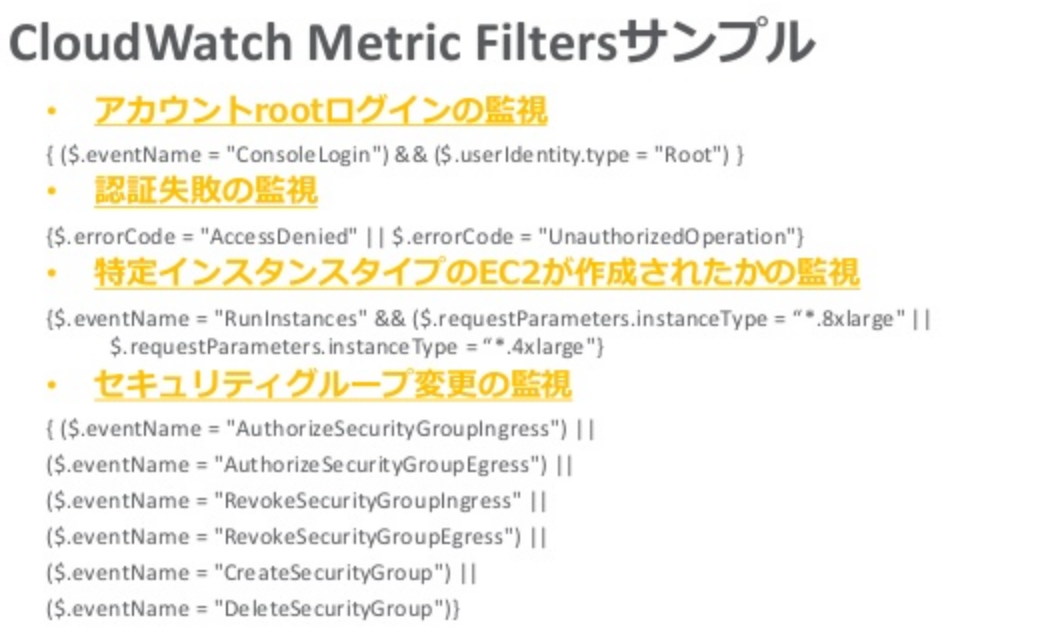 CloudWatch Metric Filtersサンプル
• アカウントrootログインの監視
{ ($.eventName = "ConsoleLogin") && ($.userIdentity.type = "Root") }
• 認証失敗の監視
{$.errorCode = "AccessDenied" || $.errorCode = "UnauthorizedOperation"}
• 特定インスタンスタイプのEC2が作成されたかの監視
{$.eventName = "RunInstances" && ($.requestParameters.instanceType = “*.8xlarge" ||
$.requestParameters.instanceType = “*.4xlarge"}
• セキュリティグループ変更の監視
{ ($.eventName = "AuthorizeSecurityGroupIngress") ||
($.eventName = "AuthorizeSecurityGroupEgress") ||
($.eventName = "RevokeSecurityGroupIngress" ||
($.eventName = "RevokeSecurityGroupEgress") ||
($.eventName = "CreateSecurityGroup") ||
($.eventName = "DeleteSecurityGroup")}